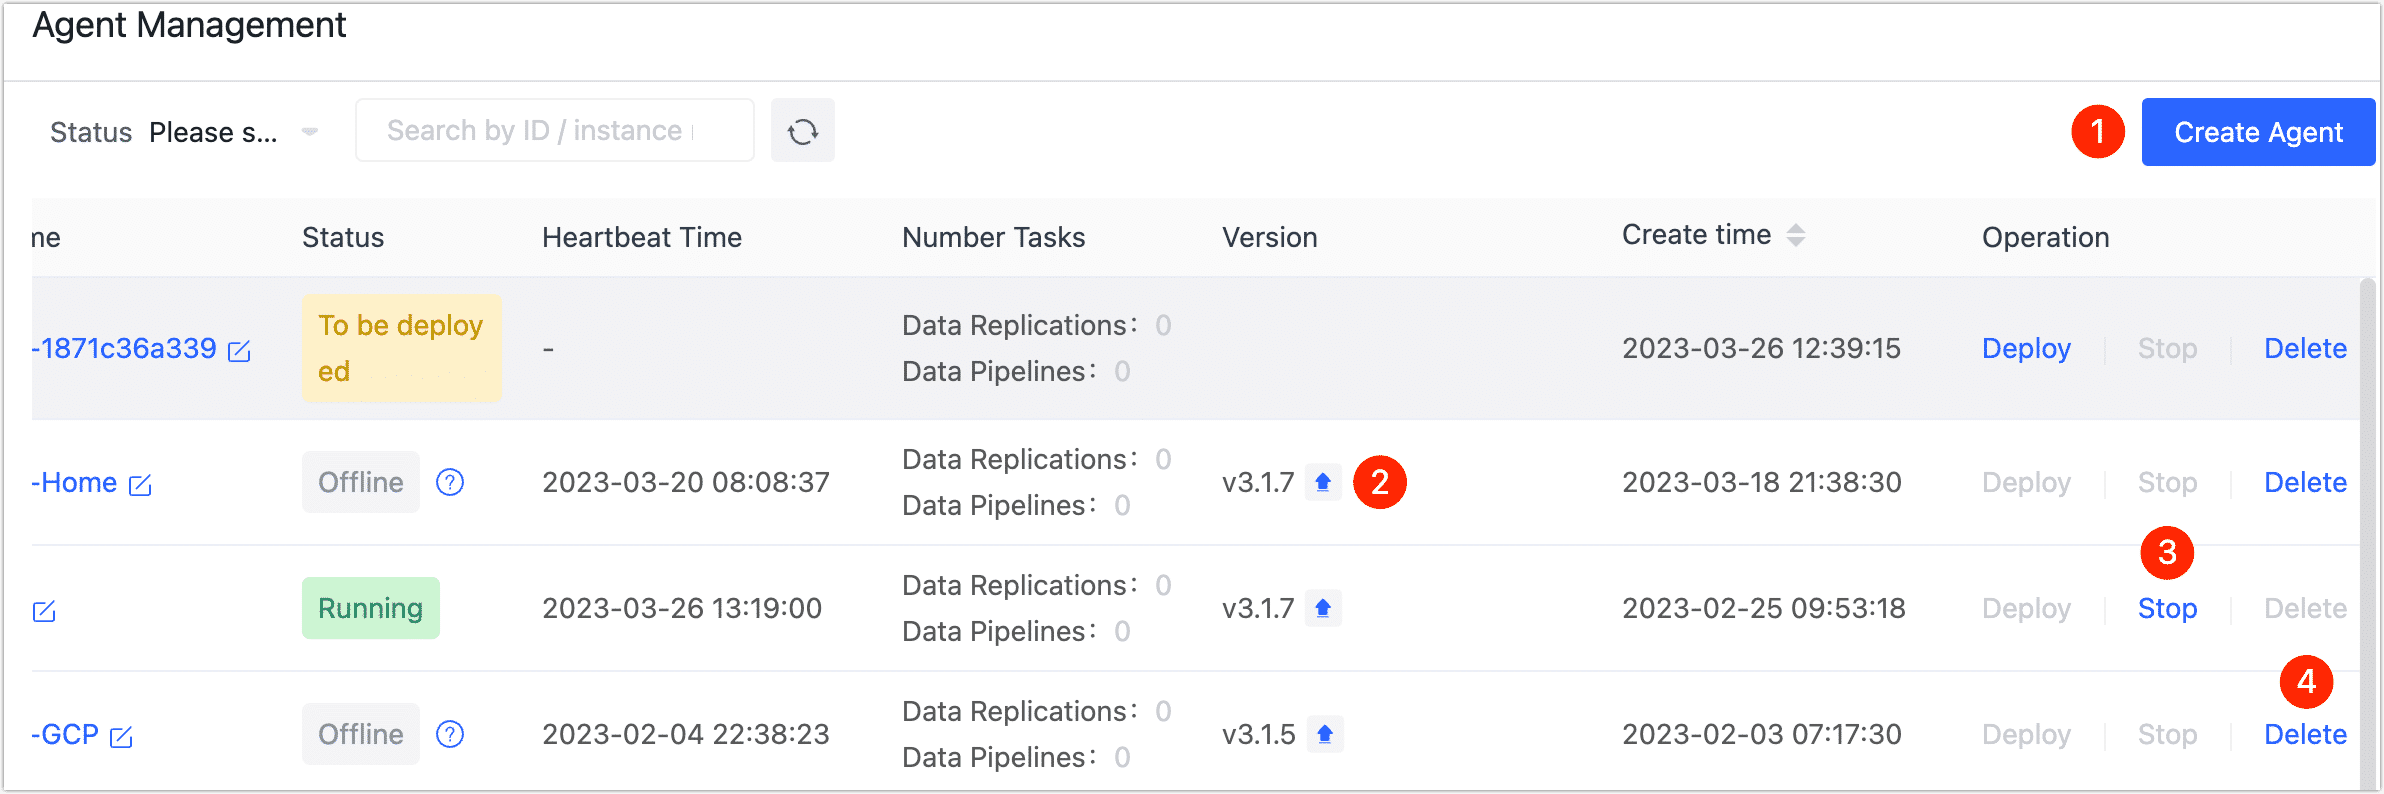 Agent Management
Status Please s... Search by ID / instance 1 Create Agent
me Status Heartbeat Time Number Tasks Version Create time Operation
-1871c36a339 To be deploy
ed - Data Replications: 0
Data Pipelines: 0 2023-03-26 12:39:15 Deploy Stop Delete
-Home Offline ? 2023-03-20 08:08:37 Data Replications: 0
Data Pipelines: 0 v3.1.7 2 2023-03-18 21:38:30 Deploy Stop Delete
3
Running 2023-03-26 13:19:00 Data Replications: 0
Data Pipelines: 0 v3.1.7 2023-02-25 09:53:18 Deploy Stop Delete
4
-GCP Offline ? 2023-02-04 22:38:23 Data Replications: 0
Data Pipelines: 0 v3.1.5 2023-02-03 07:17:30 Deploy Stop Delete